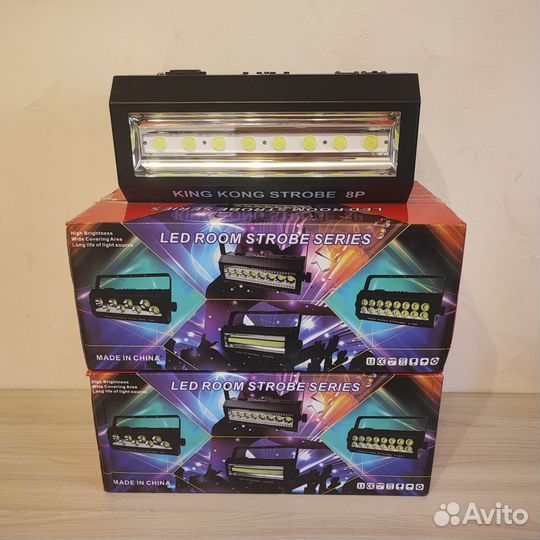 KING KONG STROBE 8P
LED ROOM STROBE SERIES
High Brightness
Wide Covering Area
Long life of light source
LED ROOM STROBE SERIES
MADE IN CHINA
High Brightness
Wide Covering Area
Long life of light source
LED ROOM STROBE SERIES
MADE IN CHINA
Avito